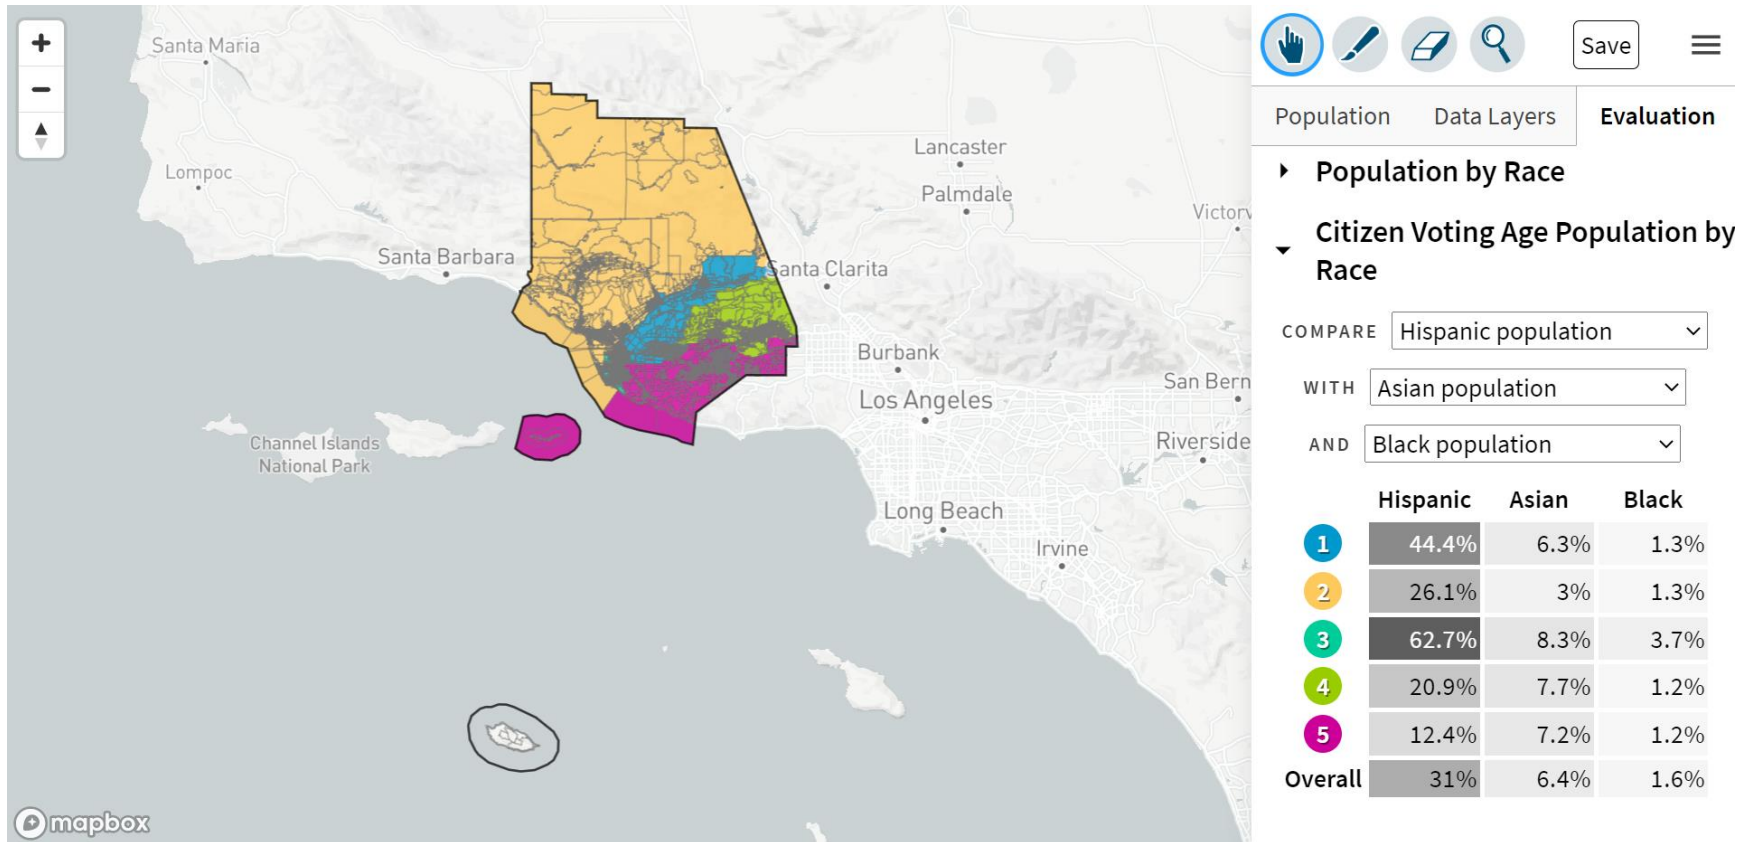 +
Santa Maria
Lompoc
Santa Barbara
Lancaster
Palmdale
Victorv
Santa Clarita
Burbank
Los Angeles
San Bern
Riverside
Channel Islands
National Park
Long Beach
Irvine
mapbox
Save
Population
Data Layers
Evaluation
Population by Race
Citizen Voting Age Population by
Race
COMPARE Hispanic population
WITH Asian population
AND Black population
Hispanic Asian Black
1 44.4% 6.3% 1.3%
2 26.1% 3% 1.3%
3 62.7% 8.3% 3.7%
4 20.9% 7.7% 1.2%
5 12.4% 7.2% 1.2%
Overall 31% 6.4% 1.6%